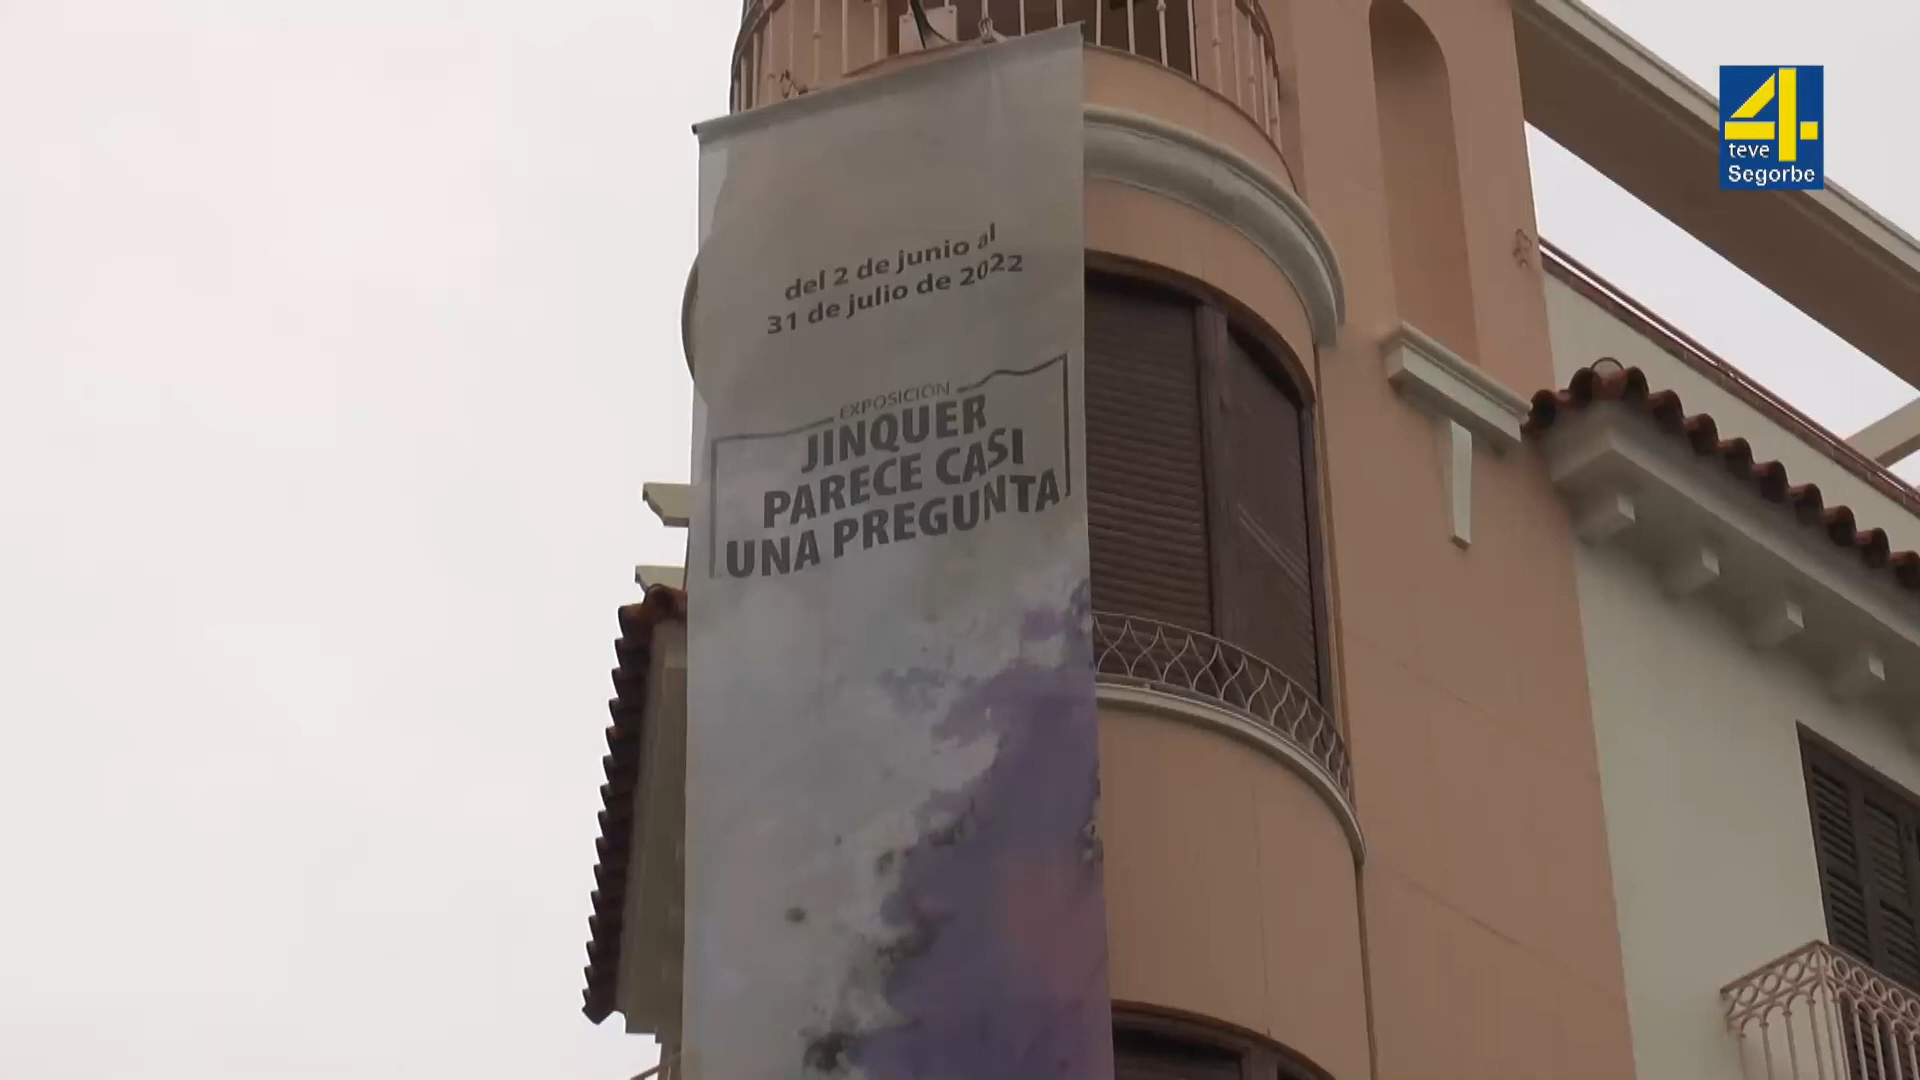 del 2 de junio al
31 de julio de 2022
EXPOSICIÓN
JINQUER
PARECE CASI
UNA PREGUNTA
4
teve
Segorbe